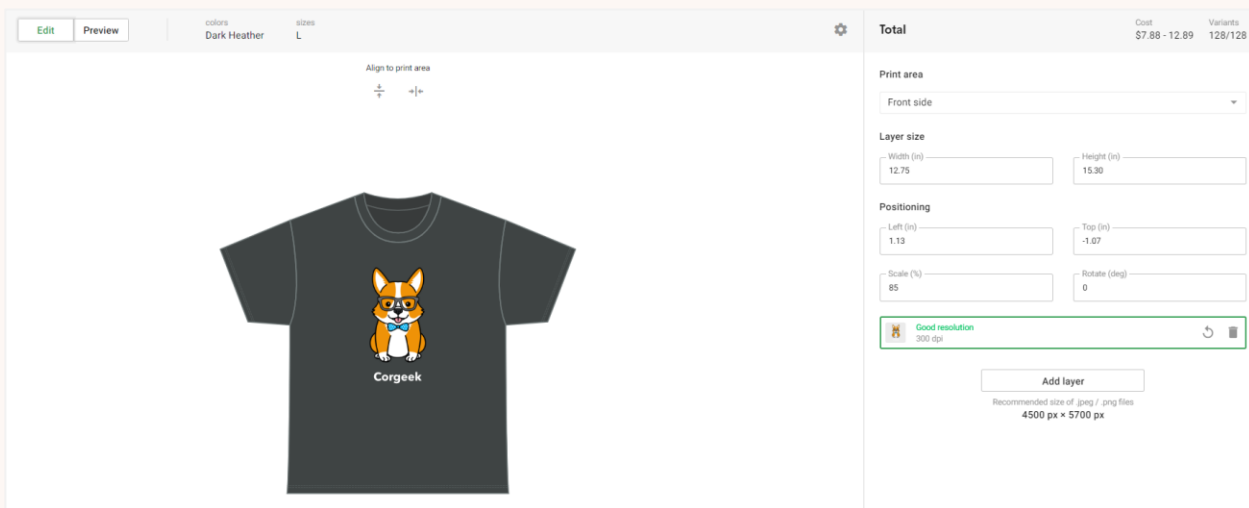 Edit
Preview
colors
Dark Heather
sizes
L
Align to print area
Corgeek
Total
Cost
$7.88 - 12.89
Variants
128/128
Print area
Front side
Layer size
Width (in)
12.75
Height (in)
15.30
Positioning
Left (in)
1.13
Top (in)
-1.07
Scale (%)
85
Rotate (deg)
0
Good resolution
300 dpi
Add layer
Recommended size of .jpeg / .png files
4500 px × 5700 px